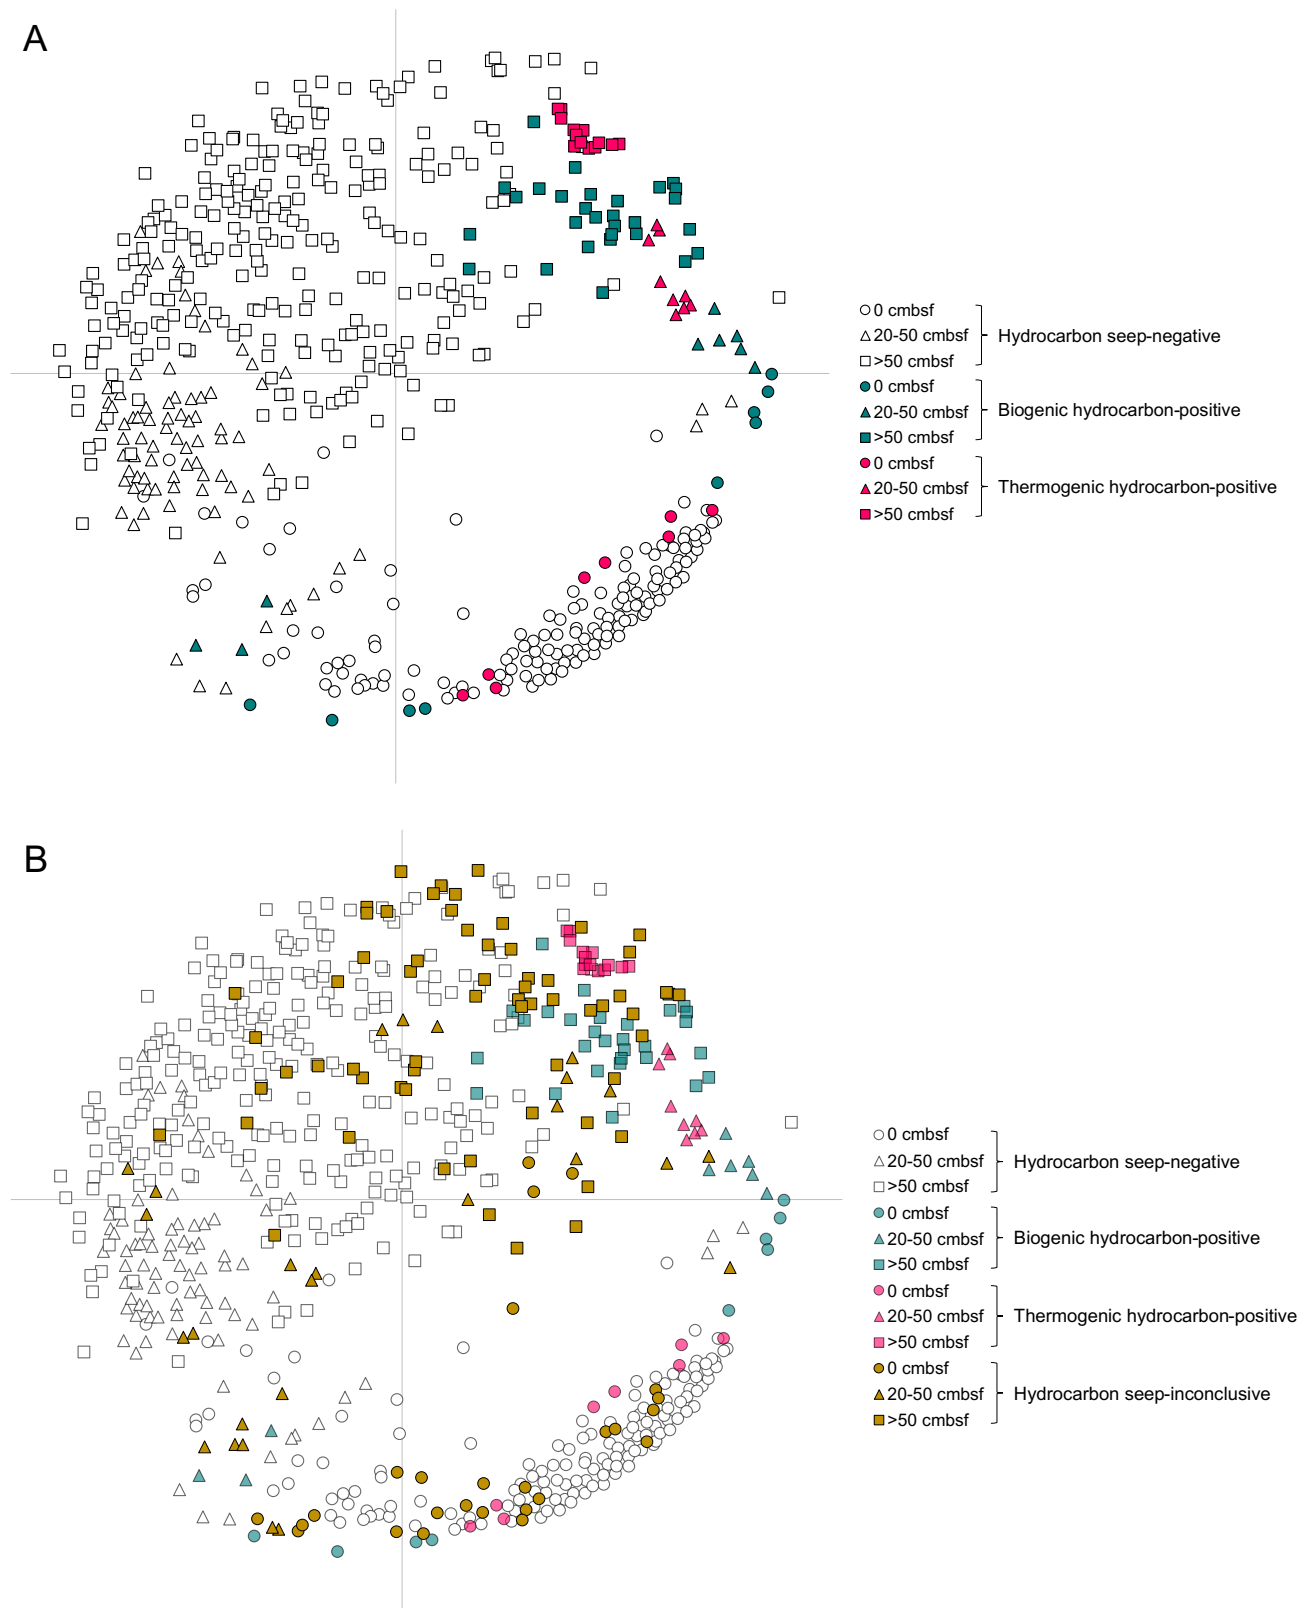 A
0 cmbsf
20-50 cmbsf
>50 cmbsf
Hydrocarbon seep-negative
0 cmbsf
20-50 cmbsf
>50 cmbsf
Biogenic hydrocarbon-positive
0 cmbsf
20-50 cmbsf
>50 cmbsf
Thermogenic hydrocarbon-positive
B
0 cmbsf
20-50 cmbsf
>50 cmbsf
Hydrocarbon seep-negative
0 cmbsf
20-50 cmbsf
>50 cmbsf
Biogenic hydrocarbon-positive
0 cmbsf
20-50 cmbsf
>50 cmbsf
Thermogenic hydrocarbon-positive
0 cmbsf
20-50 cmbsf
>50 cmbsf
Hydrocarbon seep-inconclusive